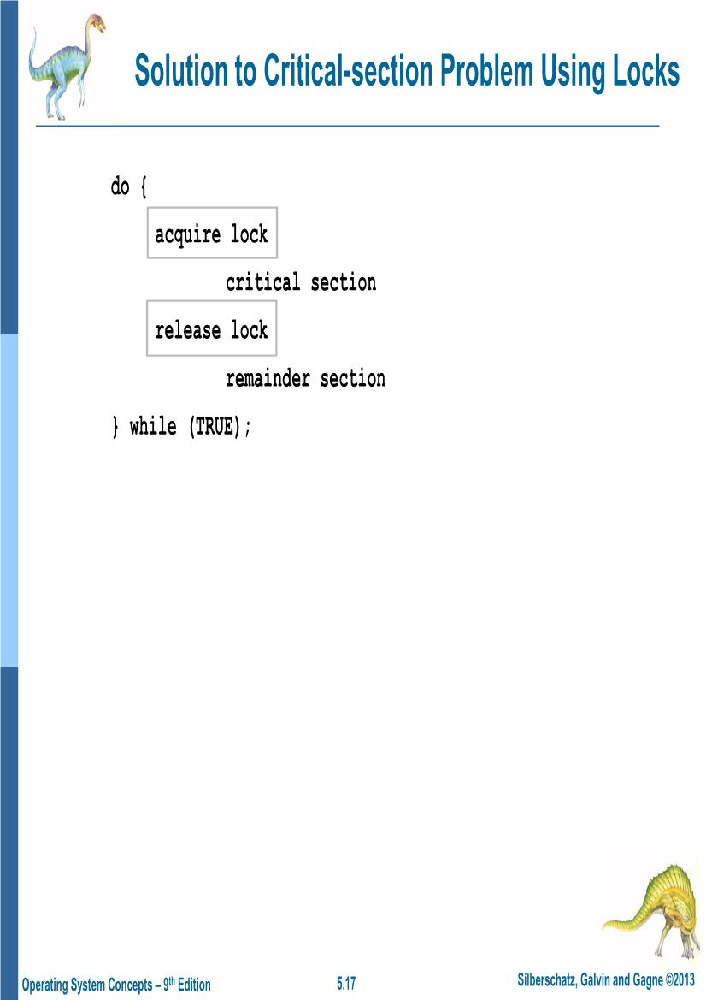 Solution to Critical-section Problem Using Locks
do {
acquire lock
critical section
release lock
remainder section
} while (TRUE);
Operating System Concepts – 9th Edition
5.17
Silberschatz, Galvin and Gagne ©2013